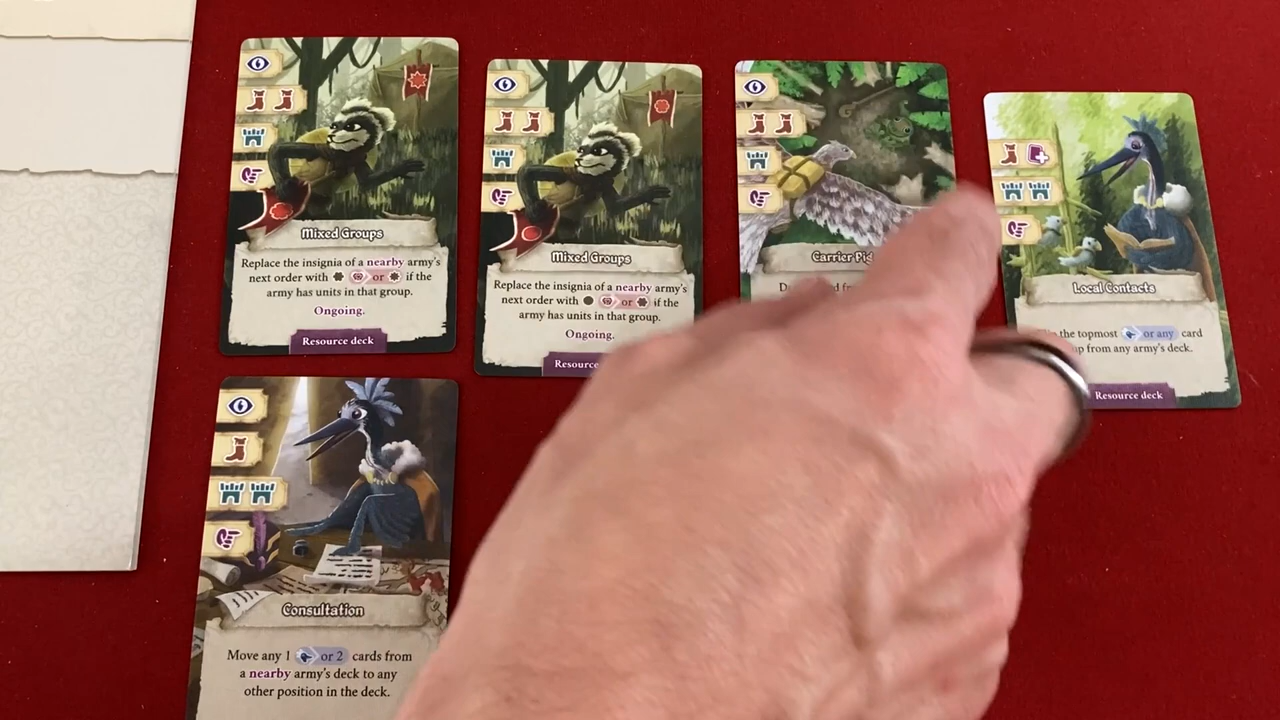 Mixed Groups
Replace the insignia of a nearby army's
next order with or if the
army has units in that group.
Ongoing.
Resource deck
Mixed Groups
Replace the insignia of a nearby army's
next order with or if the
army has units in that group.
Ongoing.
Resource
Carrier Pig
Local Contacts
the topmost or any card
up from any army's deck.
Resource deck
Consultation
Move any 1 or 2 cards from
a nearby army's deck to any
other position in the deck.